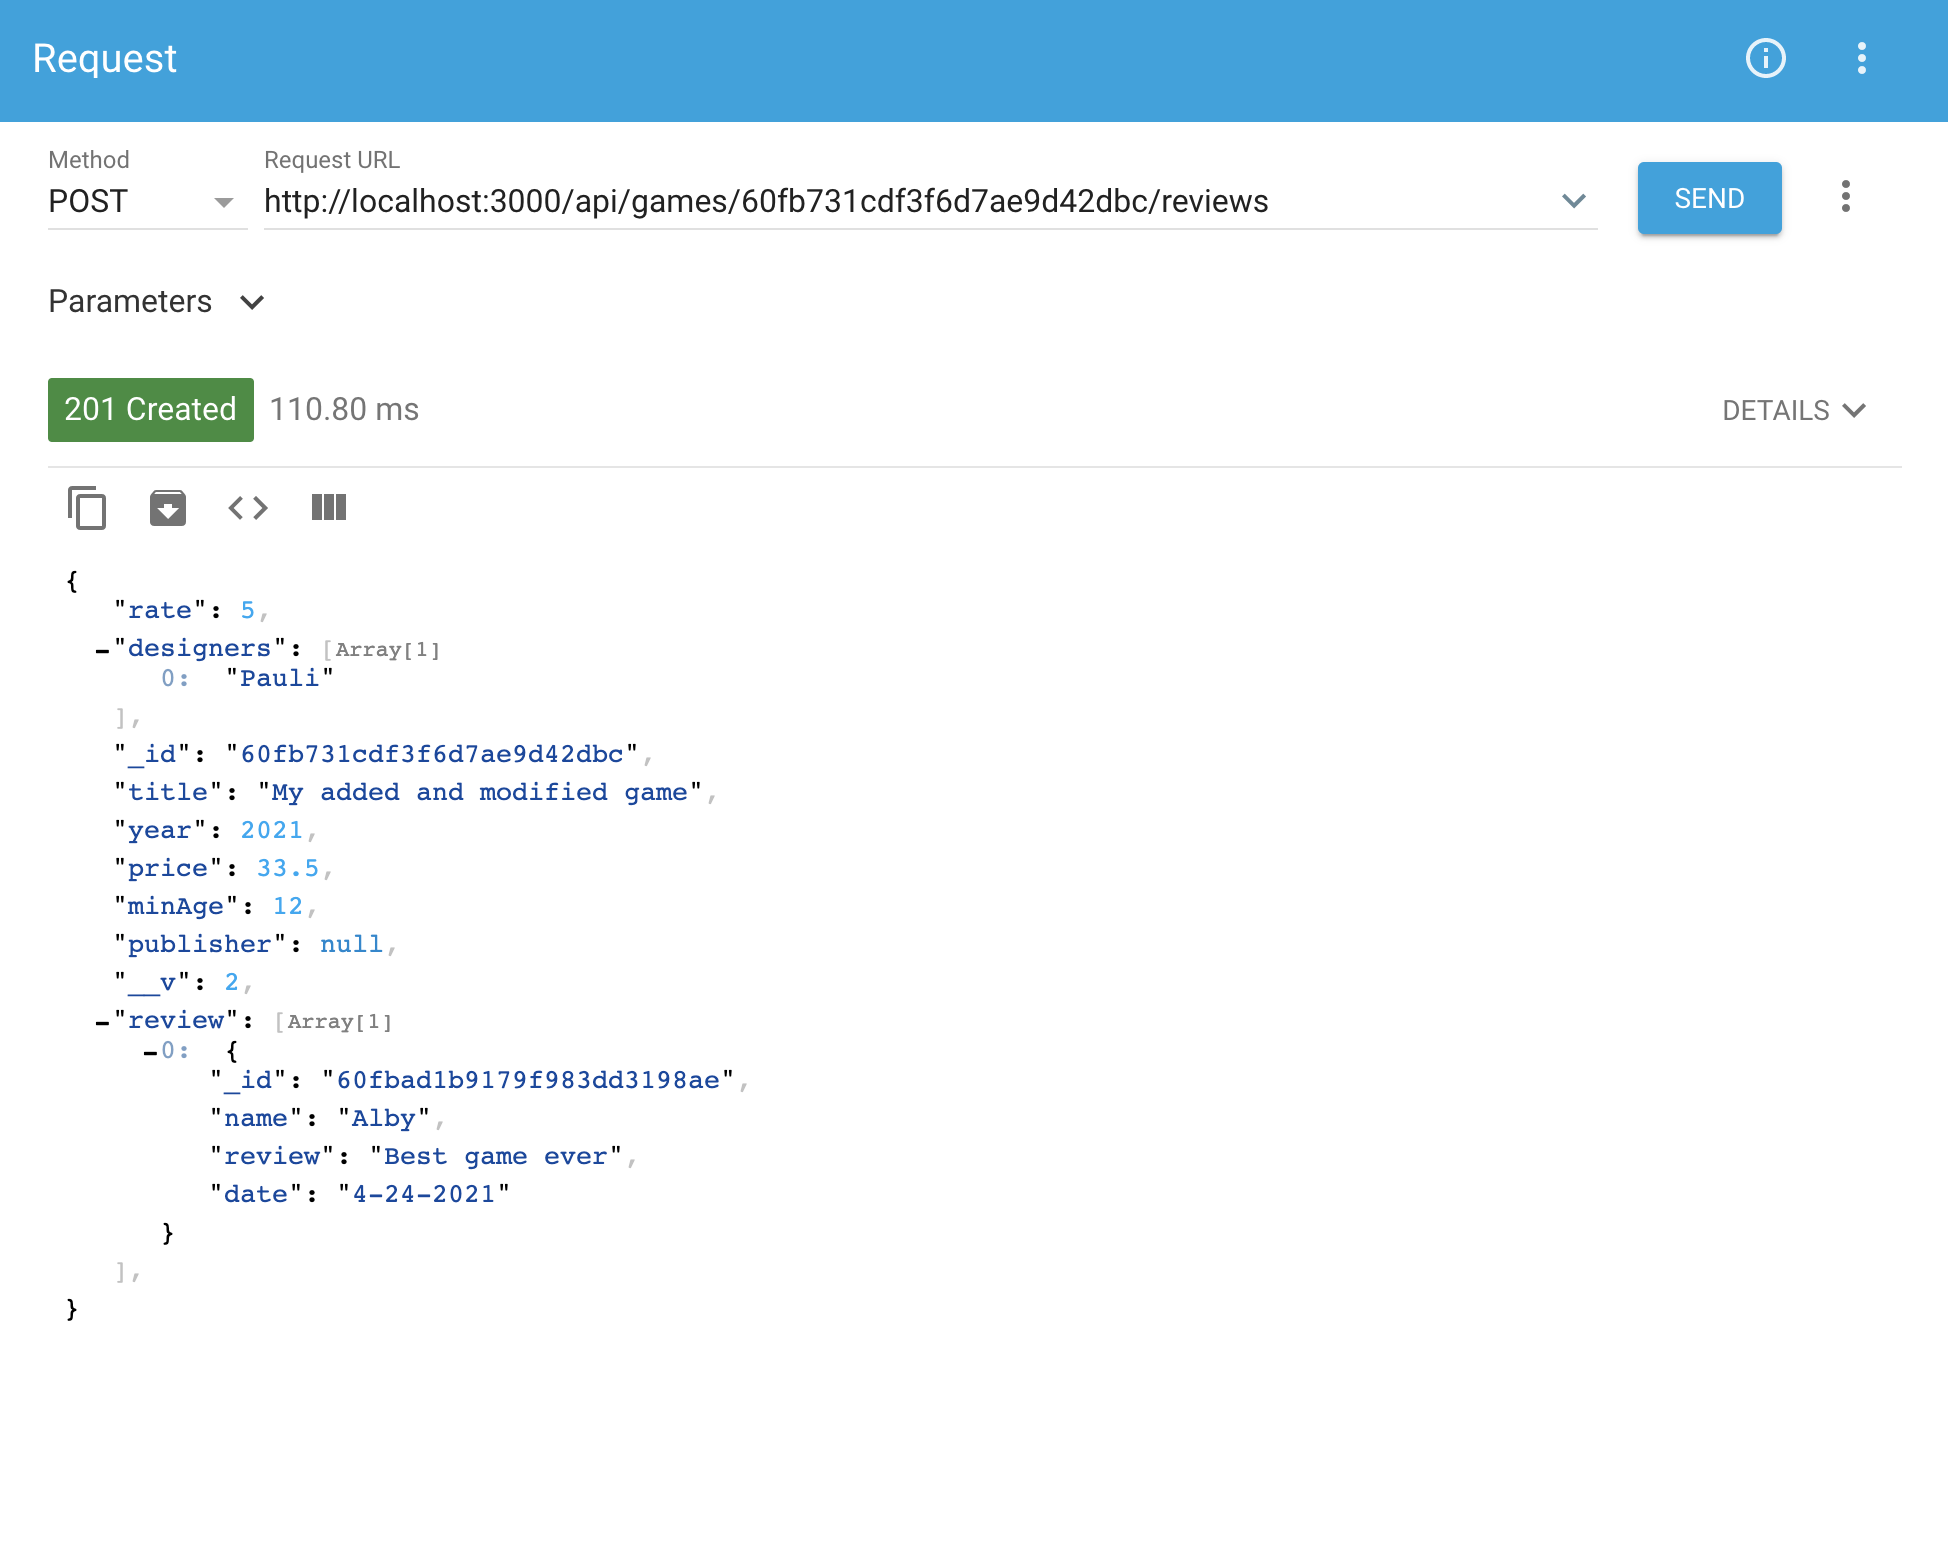 Request
Method
Request URL
POST
http://localhost:3000/api/games/60fb731cdf3f6d7ae9d42dbc/reviews
SEND
Parameters
201 Created 110.80 ms
DETAILS
{
"rate": 5,
"designers": [Array[1]
0: "Pauli"
],
"_id": "60fb731cdf3f6d7ae9d42dbc",
"title": "My added and modified game",
"year": 2021,
"price": 33.5,
"minAge": 12,
"publisher": null,
"__v": 2,
"review": [Array[1]
0: {
"_id": "60fbad1b9179f983dd3198ae",
"name": "Alby",
"review": "Best game ever",
"date": "4-24-2021"
}
],
}